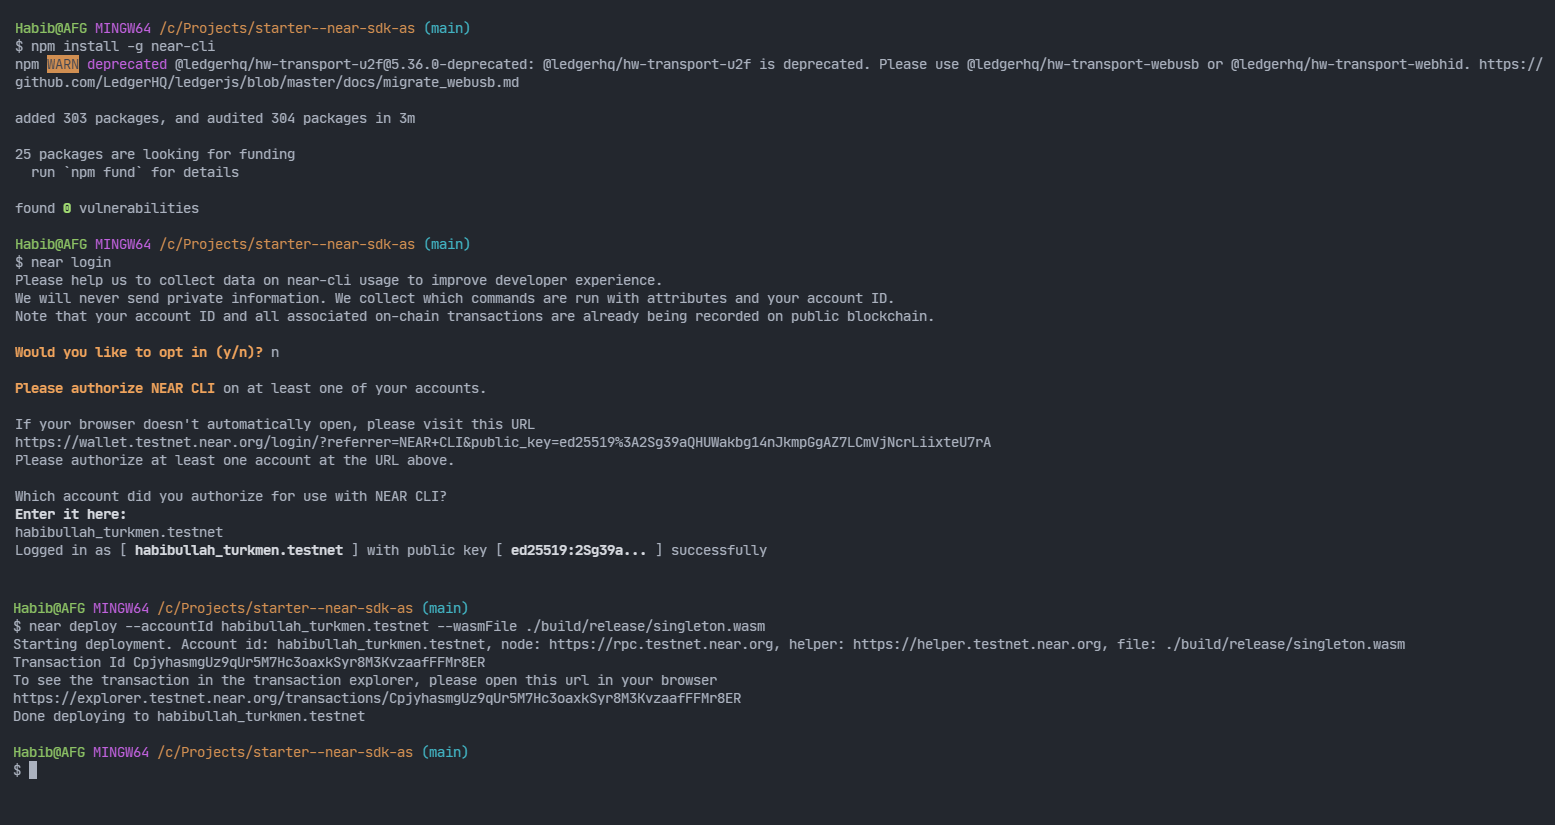 Habib@AFG MINGW64 /c/Projects/starter--near-sdk-as (main)
$ npm install -g near-cli
npm WARN deprecated @ledgerhq/hw-transport-u2f@5.36.0-deprecated: @ledgerhq/hw-transport-u2f is deprecated. Please use @ledgerhq/hw-transport-webusb or @ledgerhq/hw-transport-webhid. https://
github.com/LedgerHQ/ledgerjs/blob/master/docs/migrate_webusb.md
added 303 packages, and audited 304 packages in 3m
25 packages are looking for funding
  run `npm fund` for details
found 0 vulnerabilities
Habib@AFG MINGW64 /c/Projects/starter--near-sdk-as (main)
$ near login
Please help us to collect data on near-cli usage to improve developer experience.
We will never send private information. We collect which commands are run with attributes and your account ID.
Note that your account ID and all associated on-chain transactions are already being recorded on public blockchain.
Would you like to opt in (y/n)? n
Please authorize NEAR CLI on at least one of your accounts.
If your browser doesn't automatically open, please visit this URL
https://wallet.testnet.near.org/login/?referrer=NEAR+CLI&public_key=ed25519%3A2Sg39aQHUWakbg14nJkmpGgAZ7LCmVjNcrLiixteU7rA
Please authorize at least one account at the URL above.
Which account did you authorize for use with NEAR CLI?
Enter it here:
habibullah_turkmen.testnet
Logged in as [ habibullah_turkmen.testnet ] with public key [ ed25519:2Sg39a... ] successfully
Habib@AFG MINGW64 /c/Projects/starter--near-sdk-as (main)
$ near deploy --accountId habibullah_turkmen.testnet --wasmFile ./build/release/singleton.wasm
Starting deployment. Account id: habibullah_turkmen.testnet, node: https://rpc.testnet.near.org, helper: https://helper.testnet.near.org, file: ./build/release/singleton.wasm
Transaction Id CpjyhasmgUz9qUr5M7Hc3oaxkSyr8M3KvzaafFFMr8ER
To see the transaction in the transaction explorer, please open this url in your browser
https://explorer.testnet.near.org/transactions/CpjyhasmgUz9qUr5M7Hc3oaxkSyr8M3KvzaafFFMr8ER
Done deploying to habibullah_turkmen.testnet
Habib@AFG MINGW64 /c/Projects/starter--near-sdk-as (main)
$